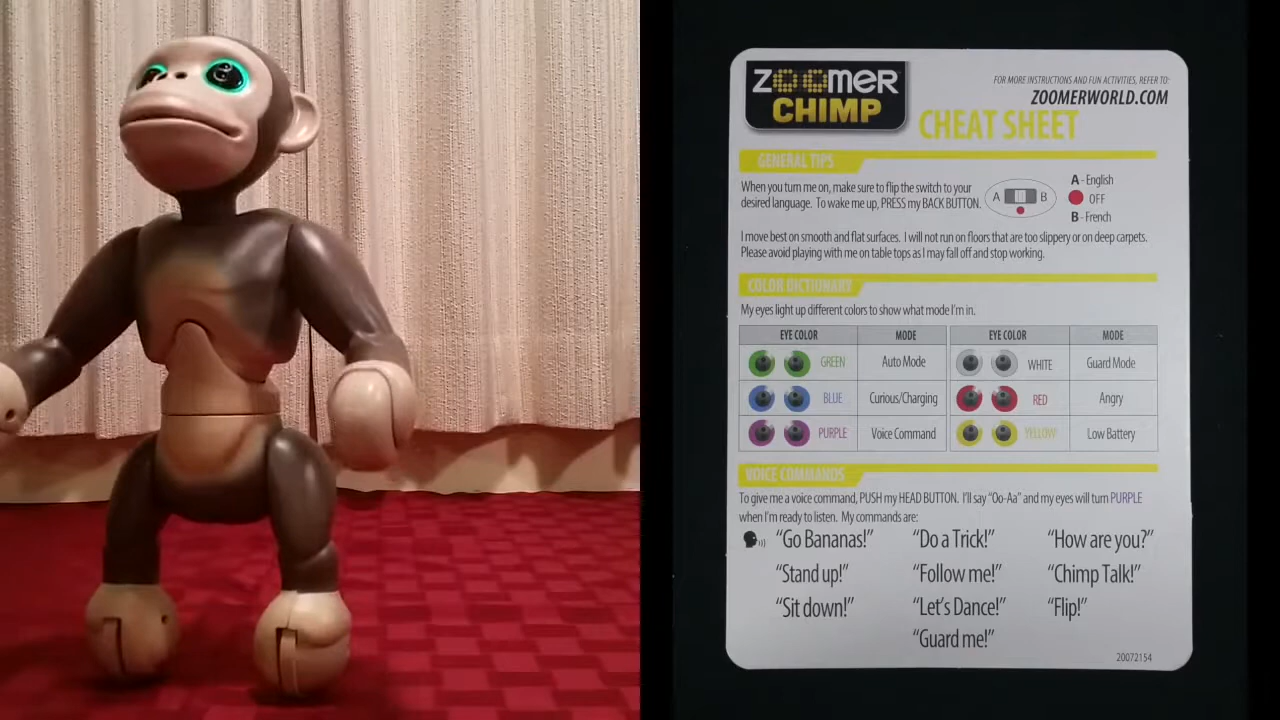 ZOOMER
CHIMP
FOR MORE INSTRUCTIONS AND FUN ACTIVITIES, REFER TO:
ZOOMERWORLD.COM
CHEAT SHEET
GENERAL TIPS
When you turn me on, make sure to flip the switch to your
desired language. To wake me up, PRESS my BACK BUTTON.
A B
A - English
OFF
B - French
I move best on smooth and flat surfaces. I will not run on floors that are too slippery or on deep carpets.
Please avoid playing with me on table tops as I may fall off and stop working.
COLOR DICTIONARY
My eyes light up different colors to show what mode I'm in.
EYE COLOR MODE EYE COLOR MODE
GREEN Auto Mode WHITE Guard Mode
BLUE Curious/Charging RED Angry
PURPLE Voice Command YELLOW Low Battery
VOICE COMMANDS
To give me a voice command, PUSH my HEAD BUTTON. I'll say "Oo-Aa" and my eyes will turn PURPLE
when I'm ready to listen. My commands are:
"Go Bananas!" "Do a Trick!" "How are you?"
"Stand up!" "Follow me!" "Chimp Talk!"
"Sit down!" "Let's Dance!" "Flip!"
"Guard me!"
20072154